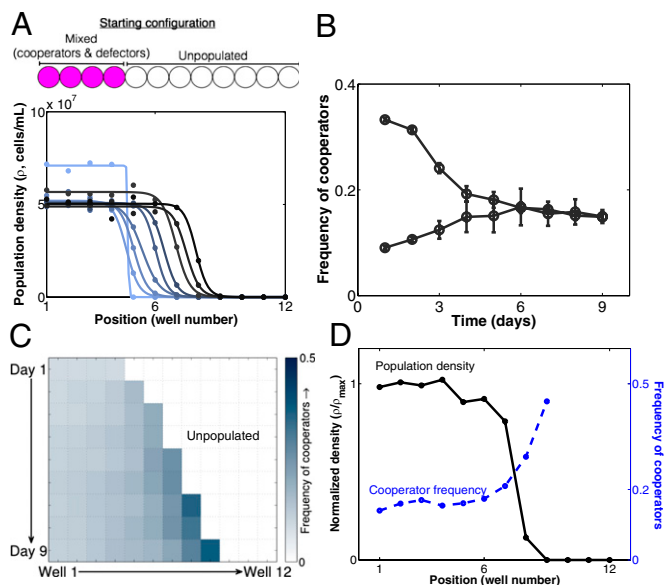 A
Starting configuration
Mixed
(cooperators & defectors)
Unpopulated
x 10⁷
Population density (ρ, cells/mL)
10
5
0
1
6
12
Position (well number)
B
Frequency of cooperators
0.4
0.2
0
0
3
6
9
Time (days)
C
Day 1
Day 9
Unpopulated
Well 1
Well 12
0.5
0
Frequency of cooperators →
D
Normalized density (ρ/ρmax)
1
0
Population density
Cooperator frequency
1
6
12
Position (well number)
0.5
0.2
0
Frequency of cooperators